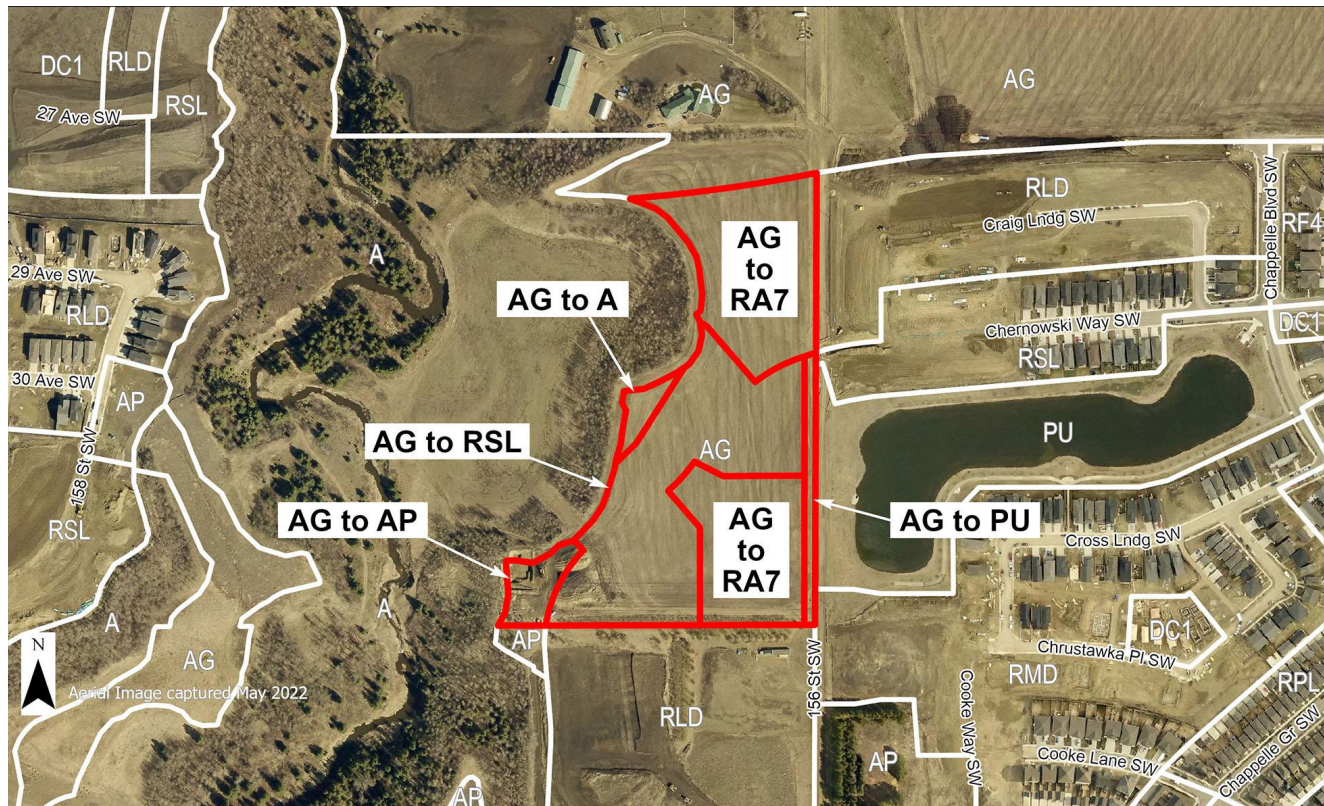 DC1
RLD
RSL
27 Ave SW
AG
AG
Chappelle Blvd SW
RLD
Craig Lndg SW
RF4
A
AG
to
RA7
29 Ave SW
RLD
AG to A
Chernowski Way SW
DC1
RSL
30 Ave SW
AP
AG to RSL
AG
PU
158 St SW
RSL
AG to AP
AG
to
RA7
AG to PU
Cross Lndg SW
A
A
AP
DC1
Chrustawka Pl SW
N
AG
RMD
RPL
Aerial Image captured May 2022
RLD
156 St SW
Cooke Way SW
AP
Cooke Lane SW
Chappelle Gr SW
AP